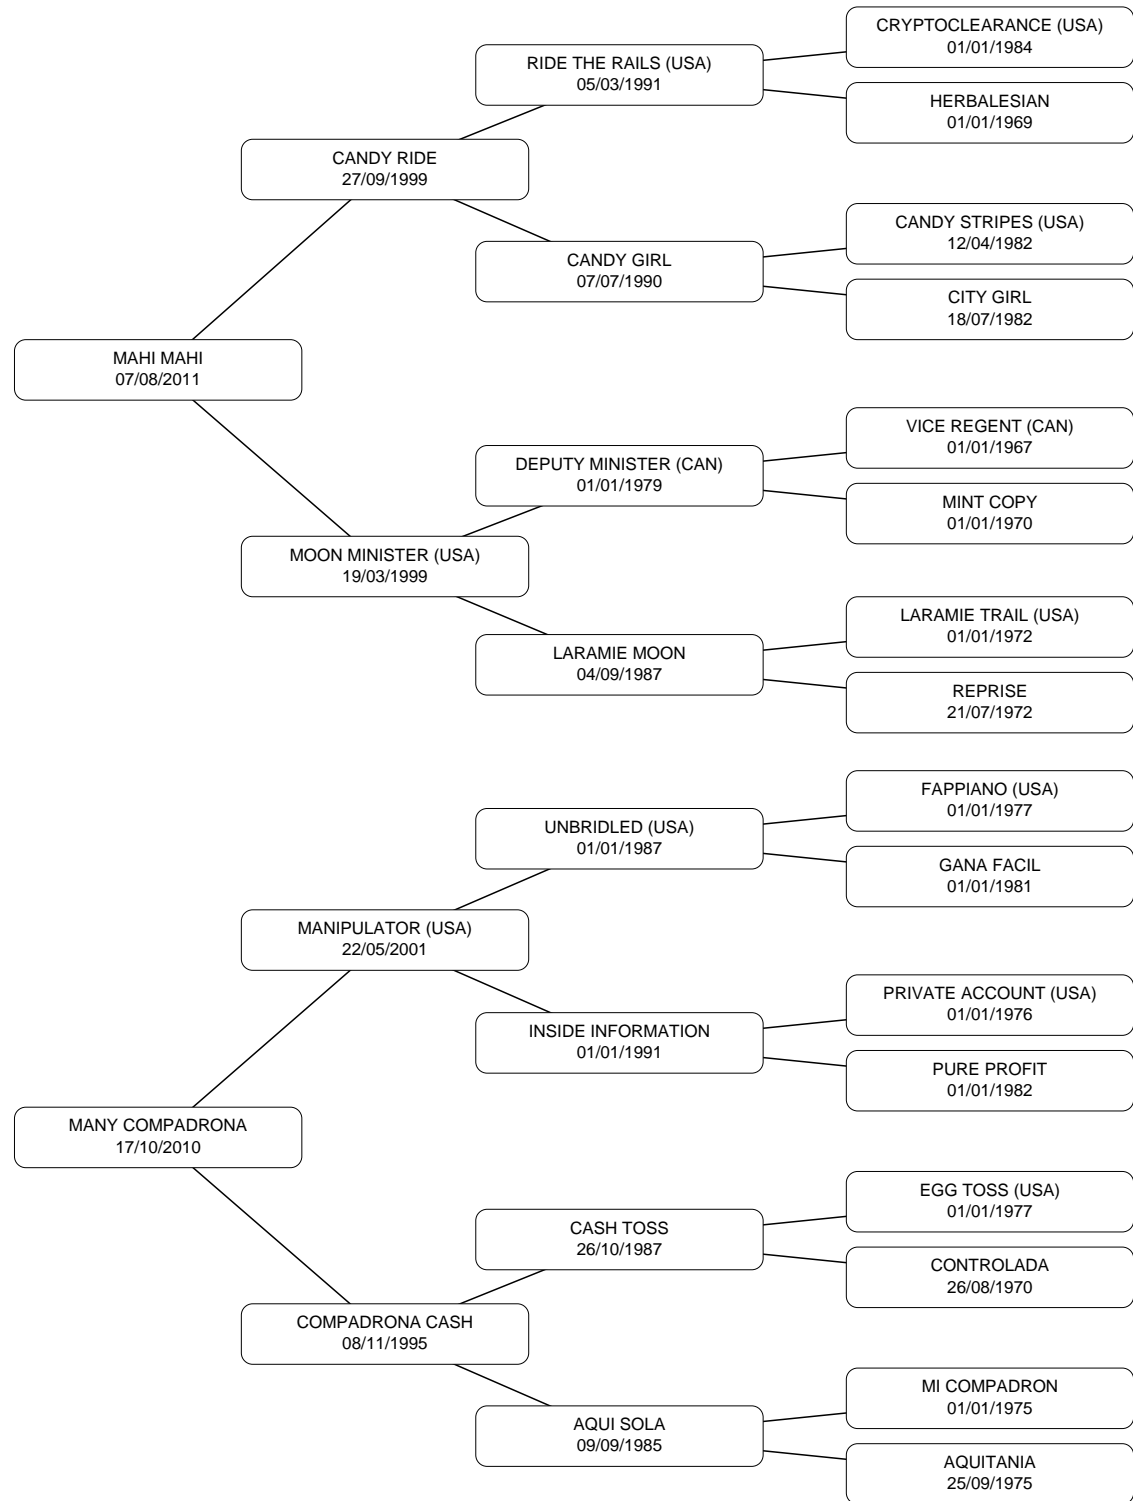 CRYPTOCLEARANCE (USA)
01/01/1984
RIDE THE RAILS (USA)
05/03/1991
HERBALESIAN
01/01/1969
CANDY RIDE
27/09/1999
CANDY STRIPES (USA)
12/04/1982
CANDY GIRL
07/07/1990
CITY GIRL
18/07/1982
MAHI MAHI
07/08/2011
VICE REGENT (CAN)
01/01/1967
DEPUTY MINISTER (CAN)
01/01/1979
MINT COPY
01/01/1970
MOON MINISTER (USA)
19/03/1999
LARAMIE TRAIL (USA)
01/01/1972
LARAMIE MOON
04/09/1987
REPRISE
21/07/1972
FAPPIANO (USA)
01/01/1977
UNBRIDLED (USA)
01/01/1987
GANA FACIL
01/01/1981
MANIPULATOR (USA)
22/05/2001
PRIVATE ACCOUNT (USA)
01/01/1976
INSIDE INFORMATION
01/01/1991
PURE PROFIT
01/01/1982
MANY COMPADRONA
17/10/2010
EGG TOSS (USA)
01/01/1977
CASH TOSS
26/10/1987
CONTROLADA
26/08/1970
COMPADRONA CASH
08/11/1995
MI COMPADRON
01/01/1975
AQUI SOLA
09/09/1985
AQUITANIA
25/09/1975